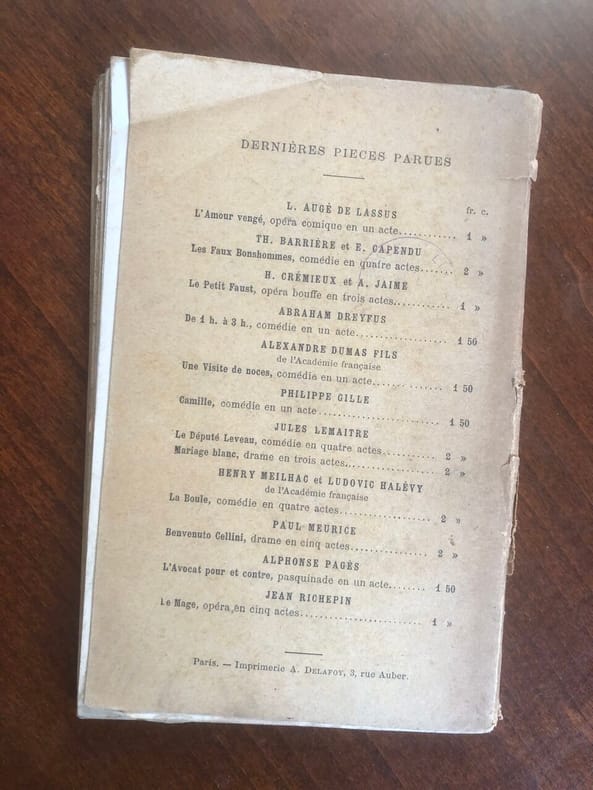 DERNIÈRES PIECES PARUES
L. AUGÉ DE LASSUS fr. c.
L'Amour vengé, opéra comique en un acte............ 1 »
TH. BARRIÈRE et E. CAPENDU
Les Faux Bonshommes, comédie en quatre actes....... 2 »
H. CRÉMIEUX et A. JAIME
Le Petit Faust, opéra bouffe en trois actes............ 1 »
ABRAHAM DREYFUS
De 1 h. à 3 h., comédie en un acte................ 1 50
ALEXANDRE DUMAS FILS
de l'Académie française
Une Visite de noces, comédie en un acte............ 1 50
PHILIPPE GILLE
Camille, comédie en un acte...................... 1 50
JULES LEMAITRE
Le Député Leveau, comédie en quatre actes.......... 2 »
Mariage blanc, drame en trois actes................ 2 »
HENRY MEILHAC et LUDOVIC HALÉVY
de l'Académie française
La Boule, comédie en quatre actes................. 2 »
PAUL MEURICE
Benvenuto Cellini, drame en cinq actes............. 2 »
ALPHONSE PAGÈS
L'Avocat pour et contre, pasquinade en un acte....... 1 50
JEAN RICHEPIN
Le Mage, opéra en cinq actes..................... 1 »
Paris. — Imprimerie A. DELAFOY, 3, rue Auber.